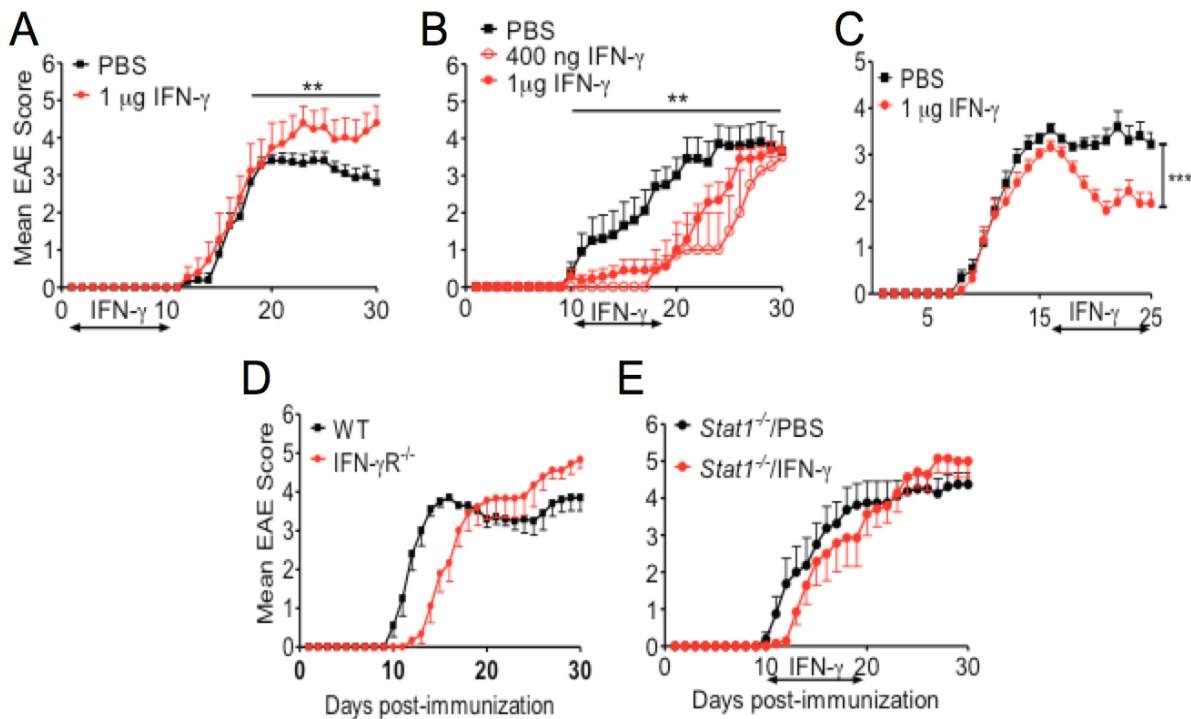 A
PBS
1 μg IFN-γ
**
Mean EAE Score
6
5
4
3
2
1
0
0 10 20 30
IFN-γ
B
PBS
400 ng IFN-γ
1μg IFN-γ
**
6
5
4
3
2
1
0
0 10 20 30
IFN-γ
C
PBS
1 μg IFN-γ
***
5
4
3
2
1
0
5 15 25
IFN-γ
D
WT
IFN-γR-/-
Mean EAE Score
6
5
4
3
2
1
0
0 10 20 30
Days post-immunization
E
Stat1-/-/PBS
Stat1-/-/IFN-γ
6
5
4
3
2
1
0
0 10 20 30
IFN-γ
Days post-immunization